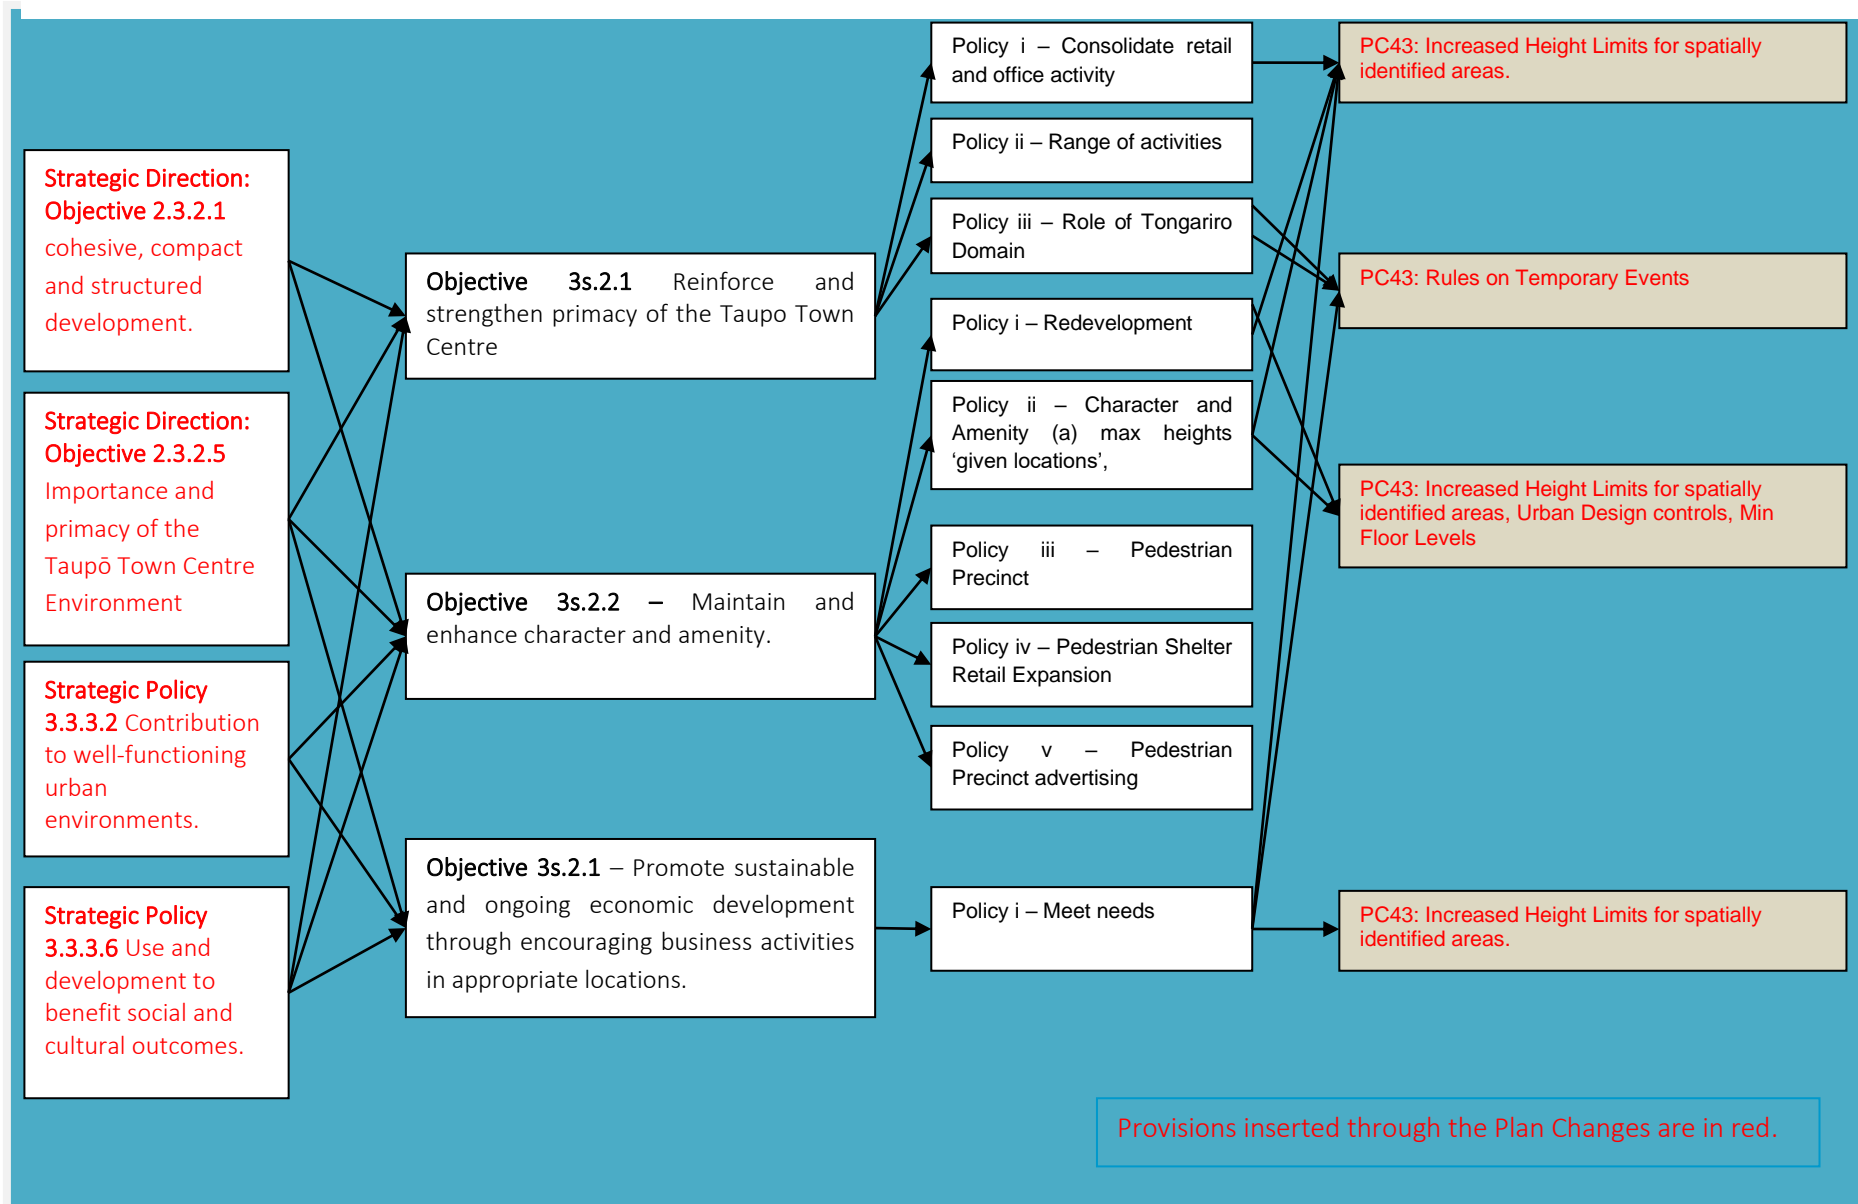 Strategic Direction:
Objective 2.3.2.1
cohesive, compact
and structured
development.
Strategic Direction:
Objective 2.3.2.5
Importance and
primacy of the
Taupō Town Centre
Environment
Strategic Policy
3.3.3.2 Contribution
to well-functioning
urban
environments.
Strategic Policy
3.3.3.6 Use and
development to
benefit social and
cultural outcomes.
Objective 3s.2.1 Reinforce and
strengthen primacy of the Taupo Town
Centre
Objective 3s.2.2 – Maintain and
enhance character and amenity.
Objective 3s.2.1 – Promote sustainable
and ongoing economic development
through encouraging business activities
in appropriate locations.
Policy i – Consolidate retail
and office activity
Policy ii – Range of activities
Policy iii – Role of Tongariro
Domain
Policy i – Redevelopment
Policy ii – Character and
Amenity (a) max heights
‘given locations’,
Policy iii – Pedestrian
Precinct
Policy iv – Pedestrian Shelter
Retail Expansion
Policy v – Pedestrian
Precinct advertising
Policy i – Meet needs
PC43: Increased Height Limits for spatially
identified areas.
PC43: Rules on Temporary Events
PC43: Increased Height Limits for spatially
identified areas, Urban Design controls, Min
Floor Levels
PC43: Increased Height Limits for spatially
identified areas.
Provisions inserted through the Plan Changes are in red.